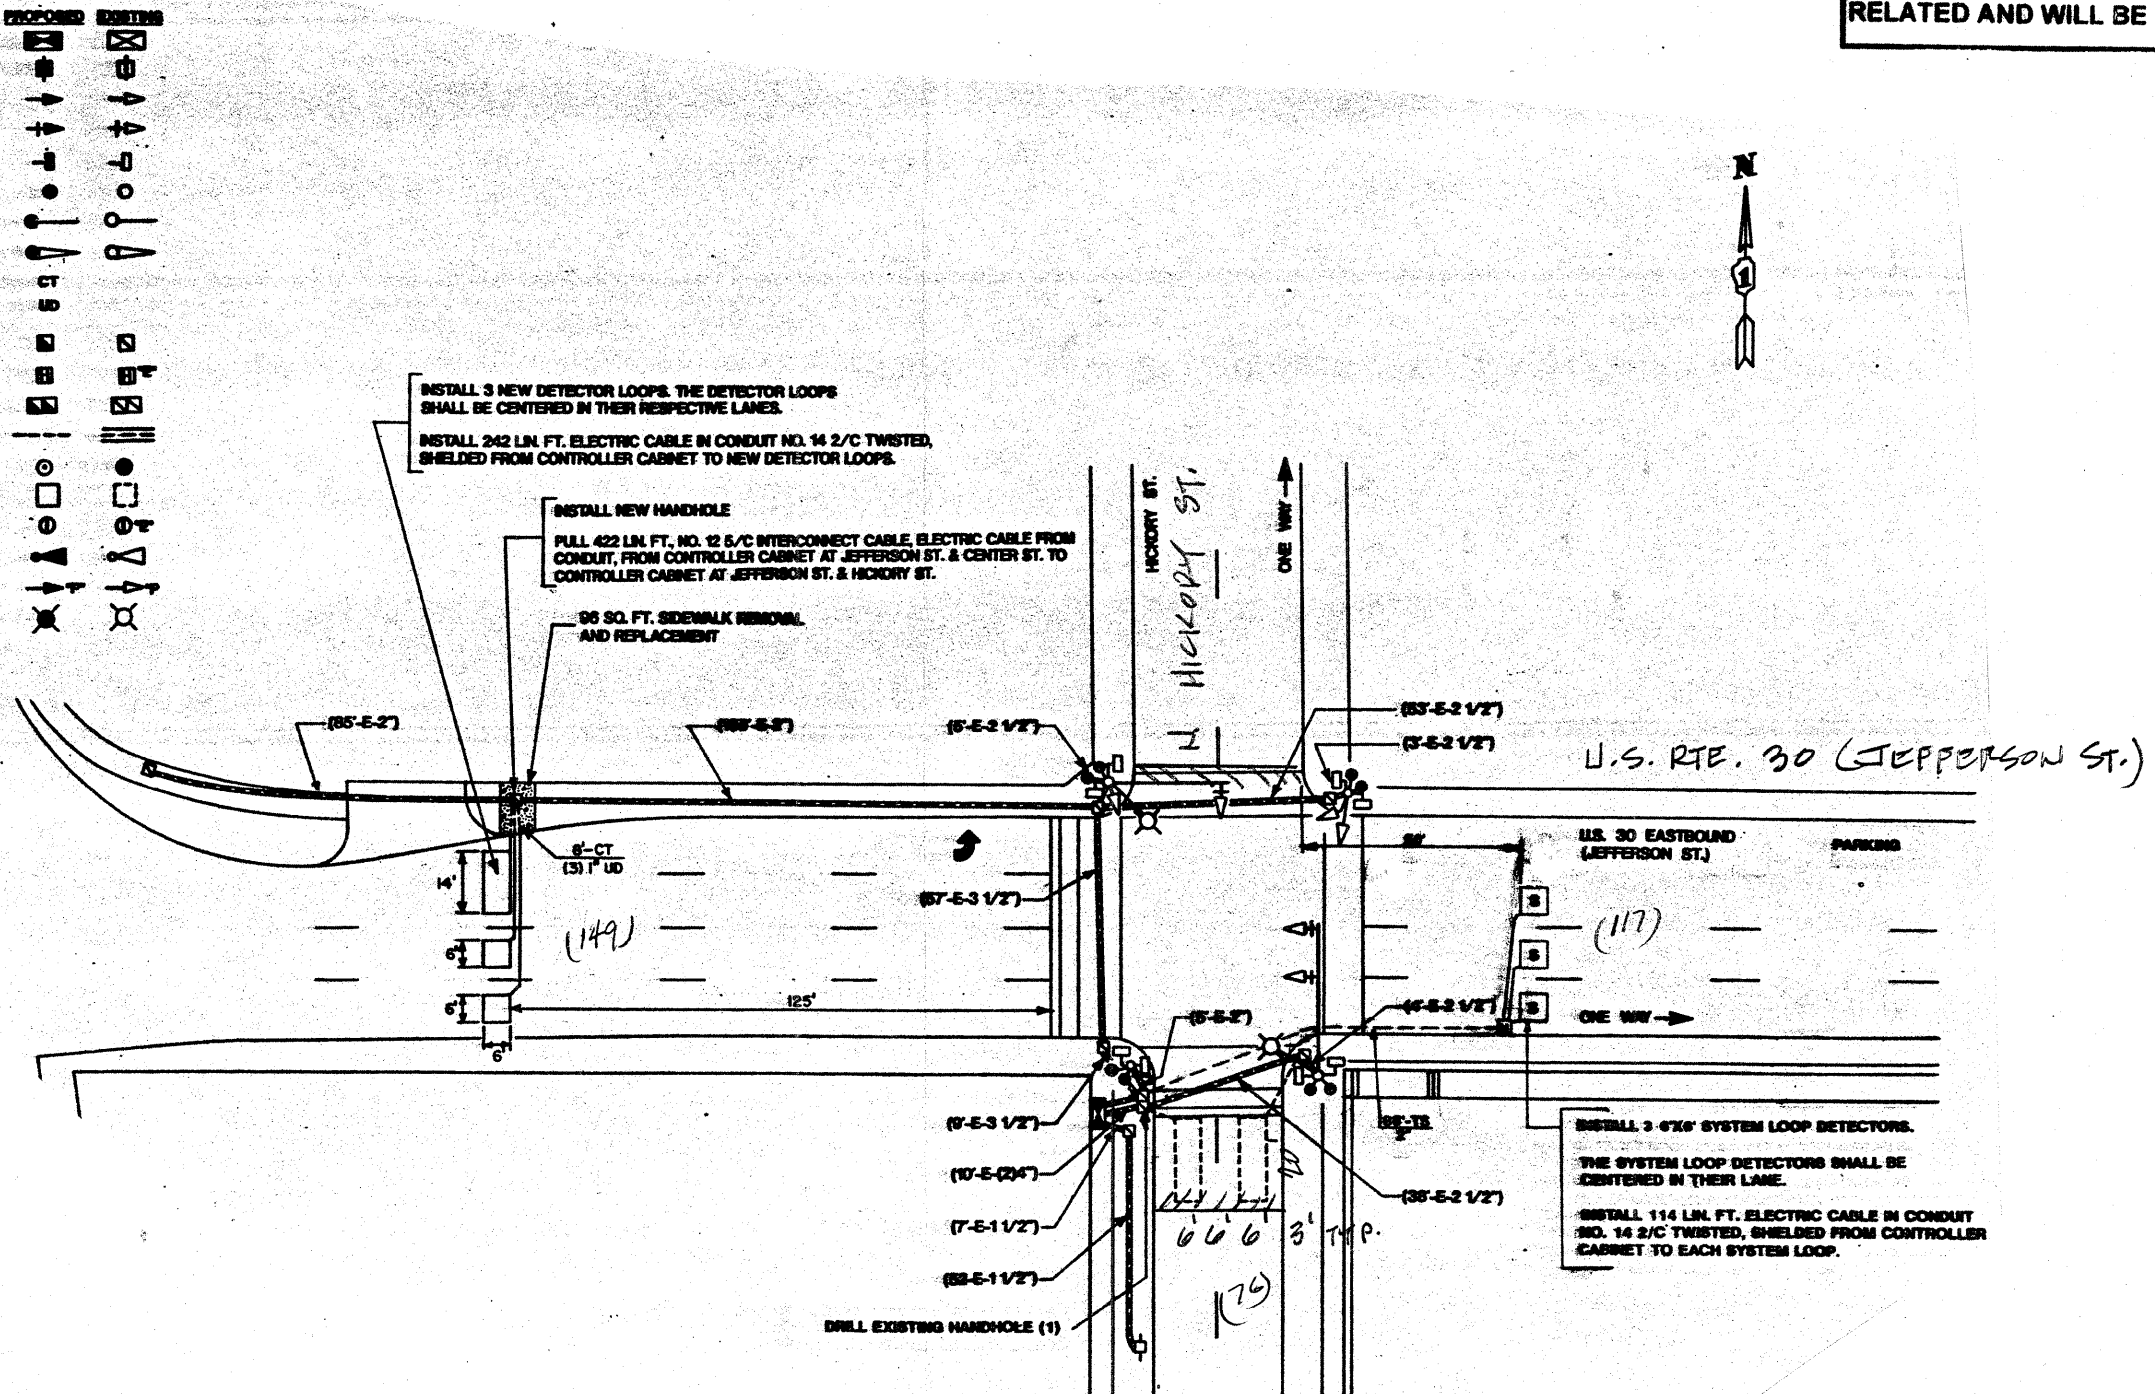 RELATED AND WILL BE
PROPOSED EXISTING
CT
UD
N
1
INSTALL 3 NEW DETECTOR LOOPS. THE DETECTOR LOOPS
SHALL BE CENTERED IN THEIR RESPECTIVE LANES.
INSTALL 242 LIN. FT. ELECTRIC CABLE IN CONDUIT NO. 14 2/C TWISTED,
SHIELDED FROM CONTROLLER CABINET TO NEW DETECTOR LOOPS.
INSTALL NEW HANDHOLE
PULL 422 LIN. FT., NO. 12 5/C INTERCONNECT CABLE, ELECTRIC CABLE FROM
CONDUIT, FROM CONTROLLER CABINET AT JEFFERSON ST. & CENTER ST. TO
CONTROLLER CABINET AT JEFFERSON ST. & HICKORY ST.
96 SQ. FT. SIDEWALK REMOVAL
AND REPLACEMENT
HICKORY ST.
HICKORY ST.
ONE WAY
(85'-E-2")
(6'-E-2 1/2")
(53'-E-2 1/2")
(3'-E-2 1/2")
U.S. RTE. 30 (JEFFERSON ST.)
U.S. 30 EASTBOUND
(JEFFERSON ST.)
PARKING
8'-CT
(3) 1" UD
14'
(57'-E-3 1/2")
S
(149)
(117)
6'
S
125'
6'
S
6'
(4'-E-2 1/2")
(5'-E-2")
ONE WAY
(9'-E-3 1/2")
(10'-E-(2)4")
(7'-E-1 1/2")
(52-E-1 1/2")
DRILL EXISTING HANDHOLE (1)
(38'-E-2 1/2")
6' 6' 6' 3' TYP.
(76)
INSTALL 3 6'X6' SYSTEM LOOP DETECTORS.
THE SYSTEM LOOP DETECTORS SHALL BE
CENTERED IN THEIR LANE.
INSTALL 114 LIN. FT. ELECTRIC CABLE IN CONDUIT
NO. 14 2/C TWISTED, SHIELDED FROM CONTROLLER
CABINET TO EACH SYSTEM LOOP.